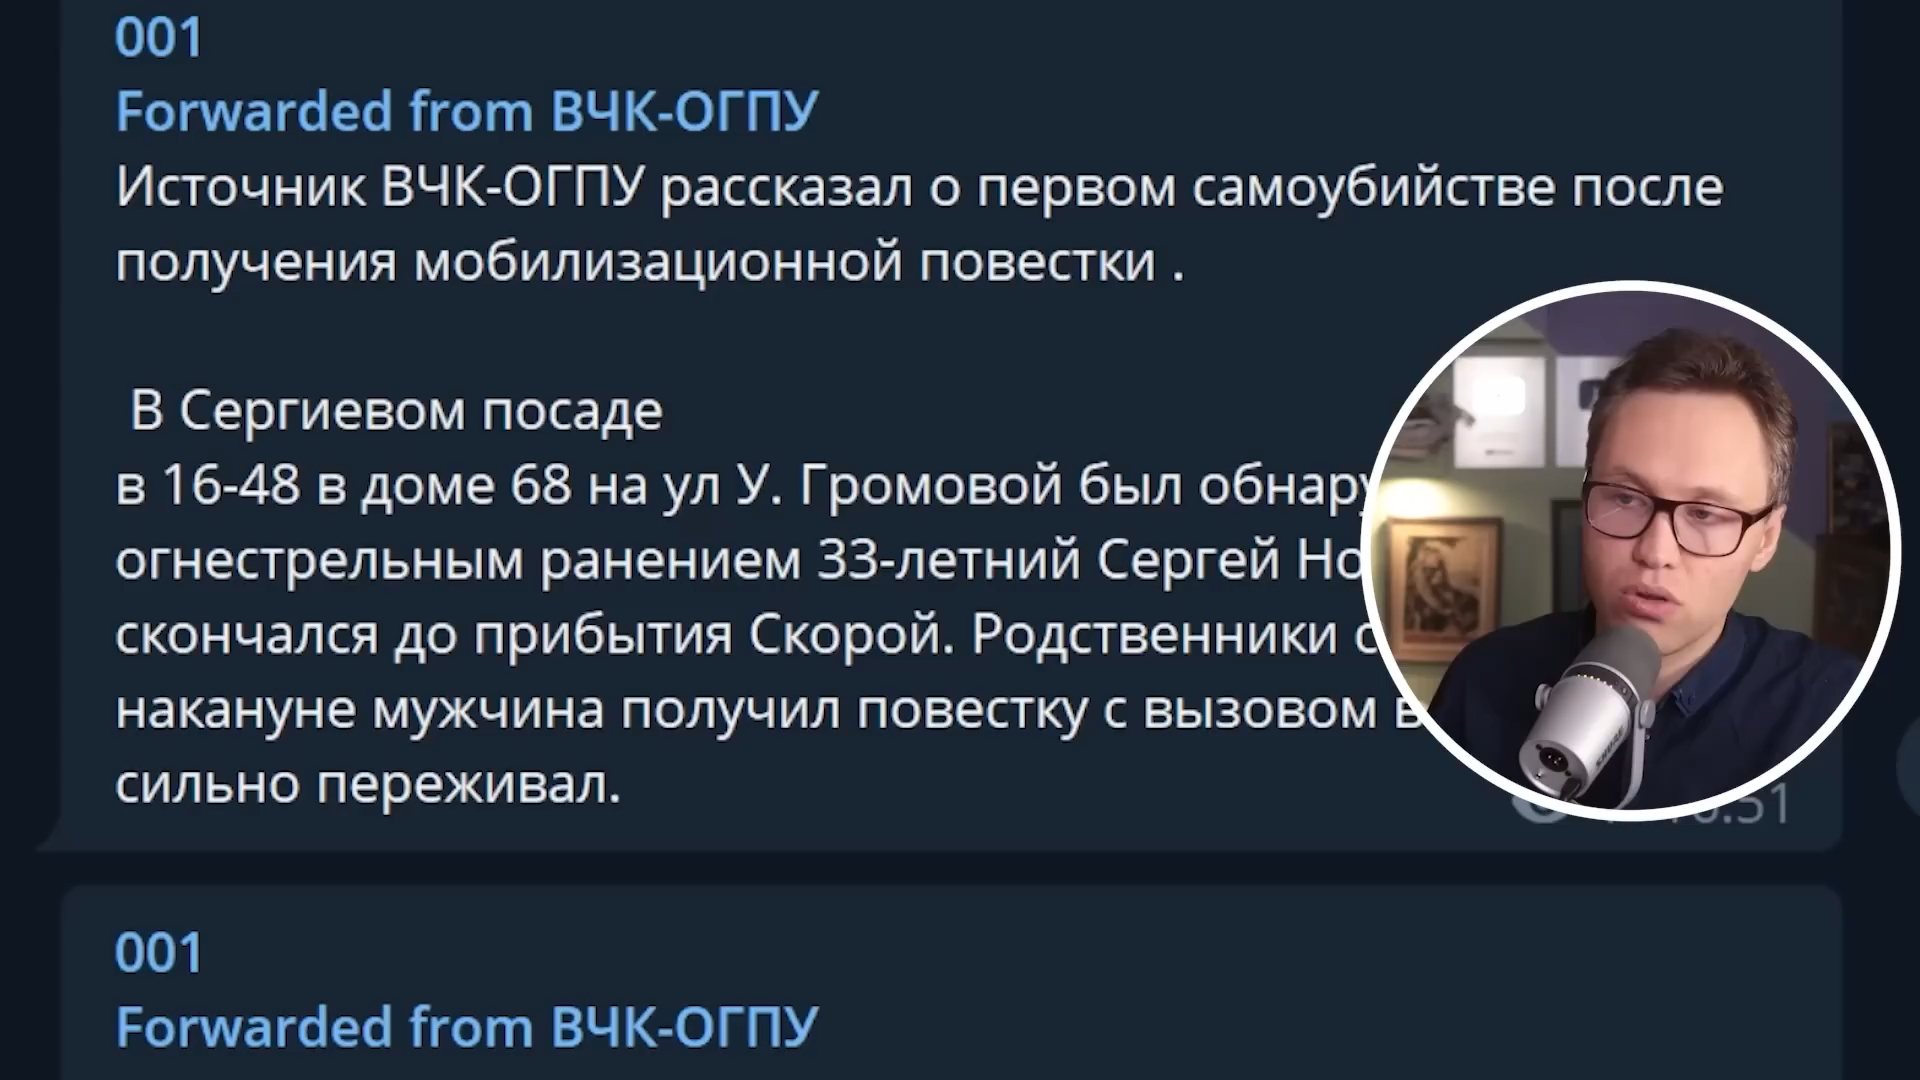 001
Forwarded from ВЧК-ОГПУ
Источник ВЧК-ОГПУ рассказал о первом самоубийстве после
получения мобилизационной повестки .
В Сергиевом посаде
в 16-48 в доме 68 на ул У. Громовой был
огнестрельным ранением 33-летний Сергей
скончался до прибытия Скорой. Родственники
накануне мужчина получил повестку с вызовом в
сильно переживал.
SHURE
001
Forwarded from ВЧК-ОГПУ